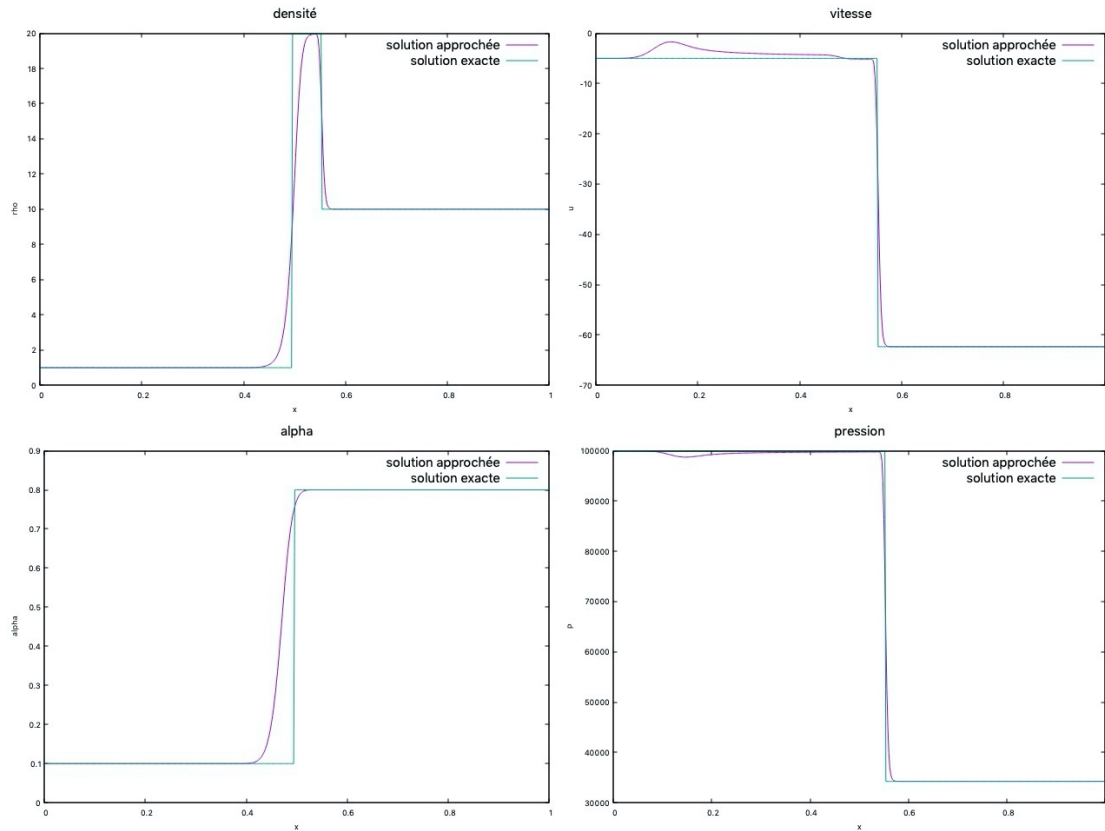 densité
20
18
16
14
12
10
8
6
4
2
0
rho
solution approchée
solution exacte
0
0.2
0.4
0.6
0.8
1
x
vitesse
0
-10
-20
-30
-40
-50
-60
-70
u
solution approchée
solution exacte
0
0.2
0.4
0.6
0.8
x
alpha
0.9
0.8
0.7
0.6
0.5
0.4
0.3
0.2
0.1
0
alpha
solution approchée
solution exacte
0
0.2
0.4
0.6
0.8
1
x
pression
100000
90000
80000
70000
60000
50000
40000
30000
p
solution approchée
solution exacte
0
0.2
0.4
0.6
0.8
x